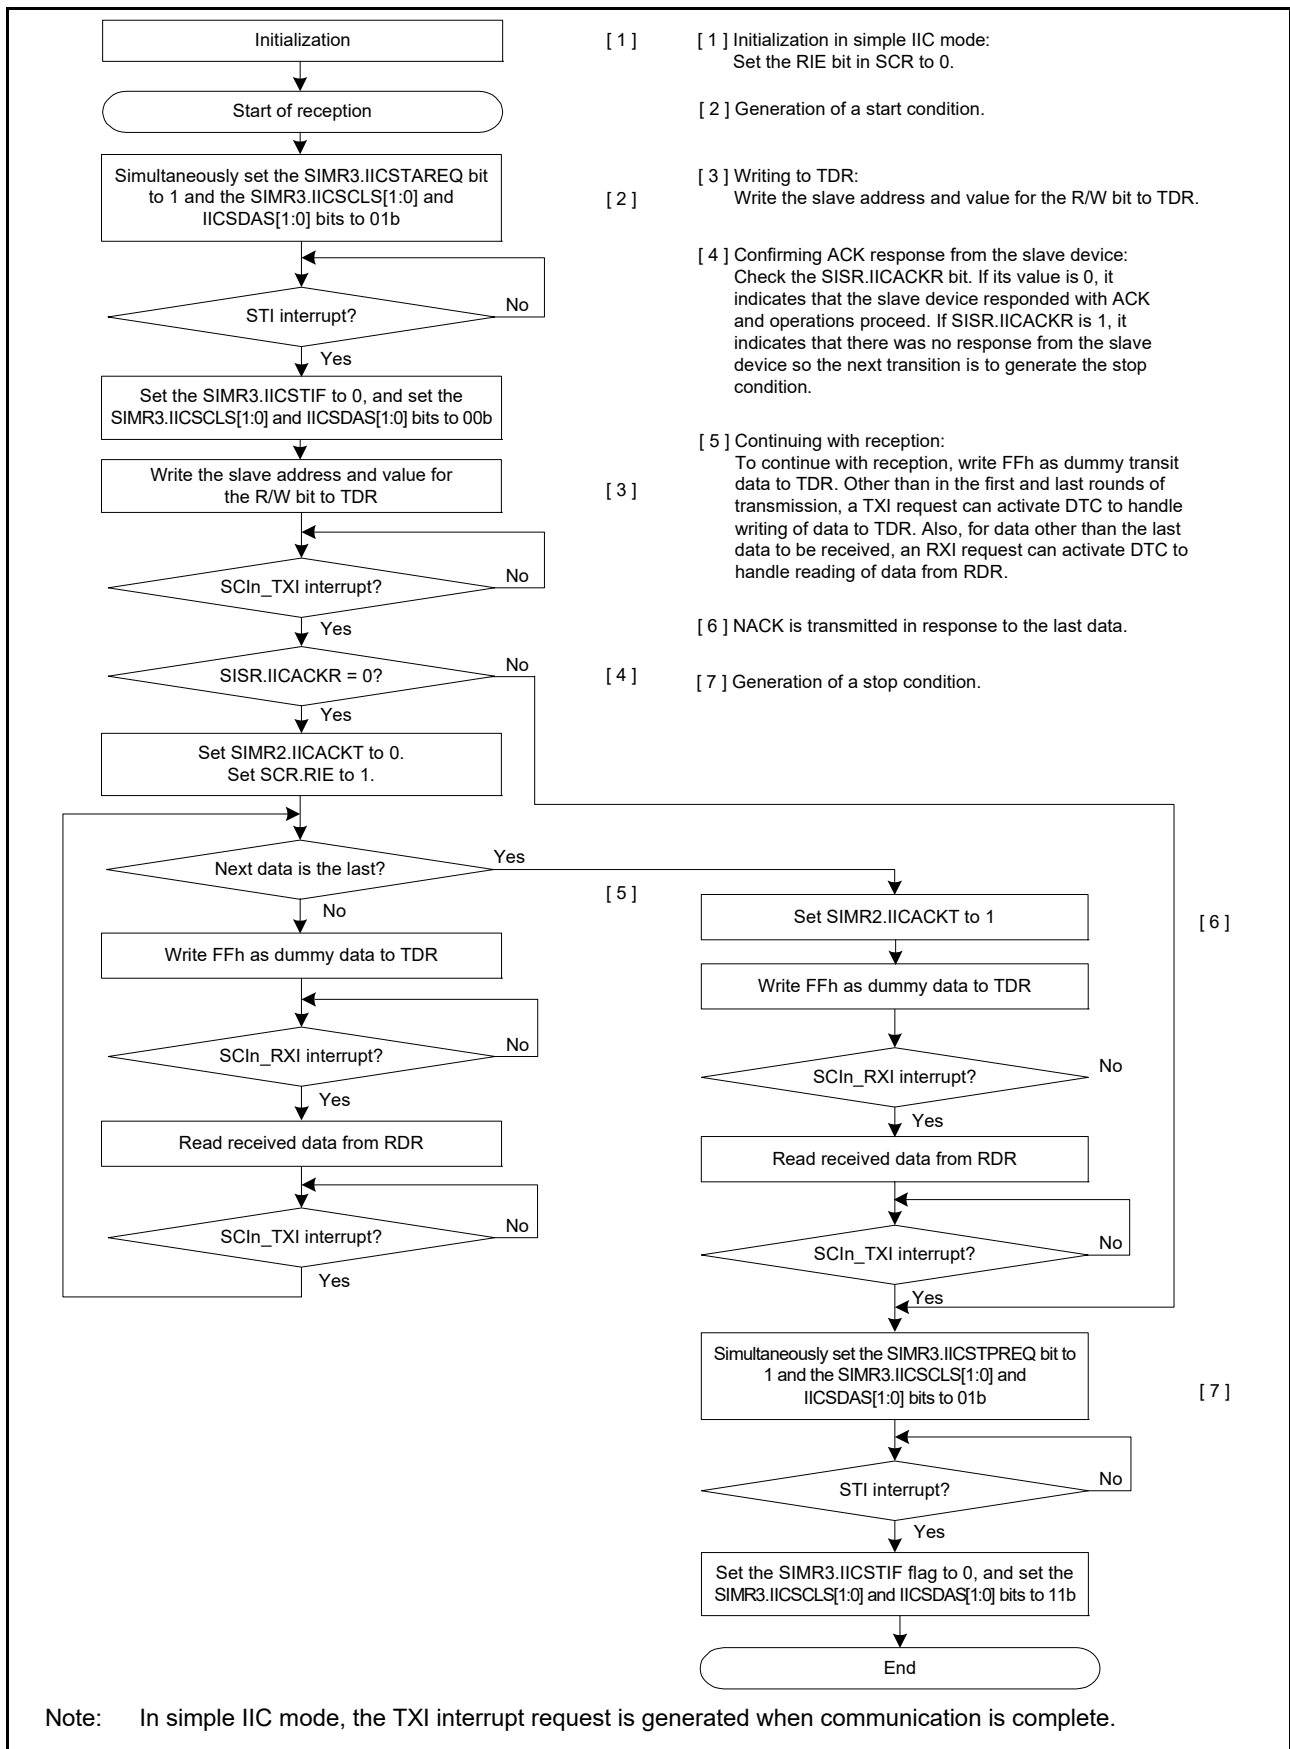 Initialization
[ 1 ]
Start of reception
Simultaneously set the SIMR3.IICSTAREQ bit
to 1 and the SIMR3.IICSCLS[1:0] and
IICSDAS[1:0] bits to 01b
[ 2 ]
STI interrupt?
No
Yes
Set the SIMR3.IICSTIF to 0, and set the
SIMR3.IICSCLS[1:0] and IICSDAS[1:0] bits to 00b
Write the slave address and value for
the R/W bit to TDR
[ 3 ]
SCIn_TXI interrupt?
No
Yes
SISR.IICACKR = 0?
No
[ 4 ]
Yes
Set SIMR2.IICACKT to 0.
Set SCR.RIE to 1.
Next data is the last?
Yes
[ 5 ]
No
Write FFh as dummy data to TDR
SCIn_RXI interrupt?
No
Yes
Read received data from RDR
SCIn_TXI interrupt?
No
Yes
[ 1 ] Initialization in simple IIC mode:
Set the RIE bit in SCR to 0.
[ 2 ] Generation of a start condition.
[ 3 ] Writing to TDR:
Write the slave address and value for the R/W bit to TDR.
[ 4 ] Confirming ACK response from the slave device:
Check the SISR.IICACKR bit. If its value is 0, it
indicates that the slave device responded with ACK
and operations proceed. If SISR.IICACKR is 1, it
indicates that there was no response from the slave
device so the next transition is to generate the stop
condition.
[ 5 ] Continuing with reception:
To continue with reception, write FFh as dummy transit
data to TDR. Other than in the first and last rounds of
transmission, a TXI request can activate DTC to handle
writing of data to TDR. Also, for data other than the last
data to be received, an RXI request can activate DTC to
handle reading of data from RDR.
[ 6 ] NACK is transmitted in response to the last data.
[ 7 ] Generation of a stop condition.
Set SIMR2.IICACKT to 1
[ 6 ]
Write FFh as dummy data to TDR
SCIn_RXI interrupt?
No
Yes
Read received data from RDR
SCIn_TXI interrupt?
No
Yes
Simultaneously set the SIMR3.IICSTPREQ bit to
1 and the SIMR3.IICSCLS[1:0] and
IICSDAS[1:0] bits to 01b
[ 7 ]
STI interrupt?
No
Yes
Set the SIMR3.IICSTIF flag to 0, and set the
SIMR3.IICSCLS[1:0] and IICSDAS[1:0] bits to 11b
End
Note: In simple IIC mode, the TXI interrupt request is generated when communication is complete.